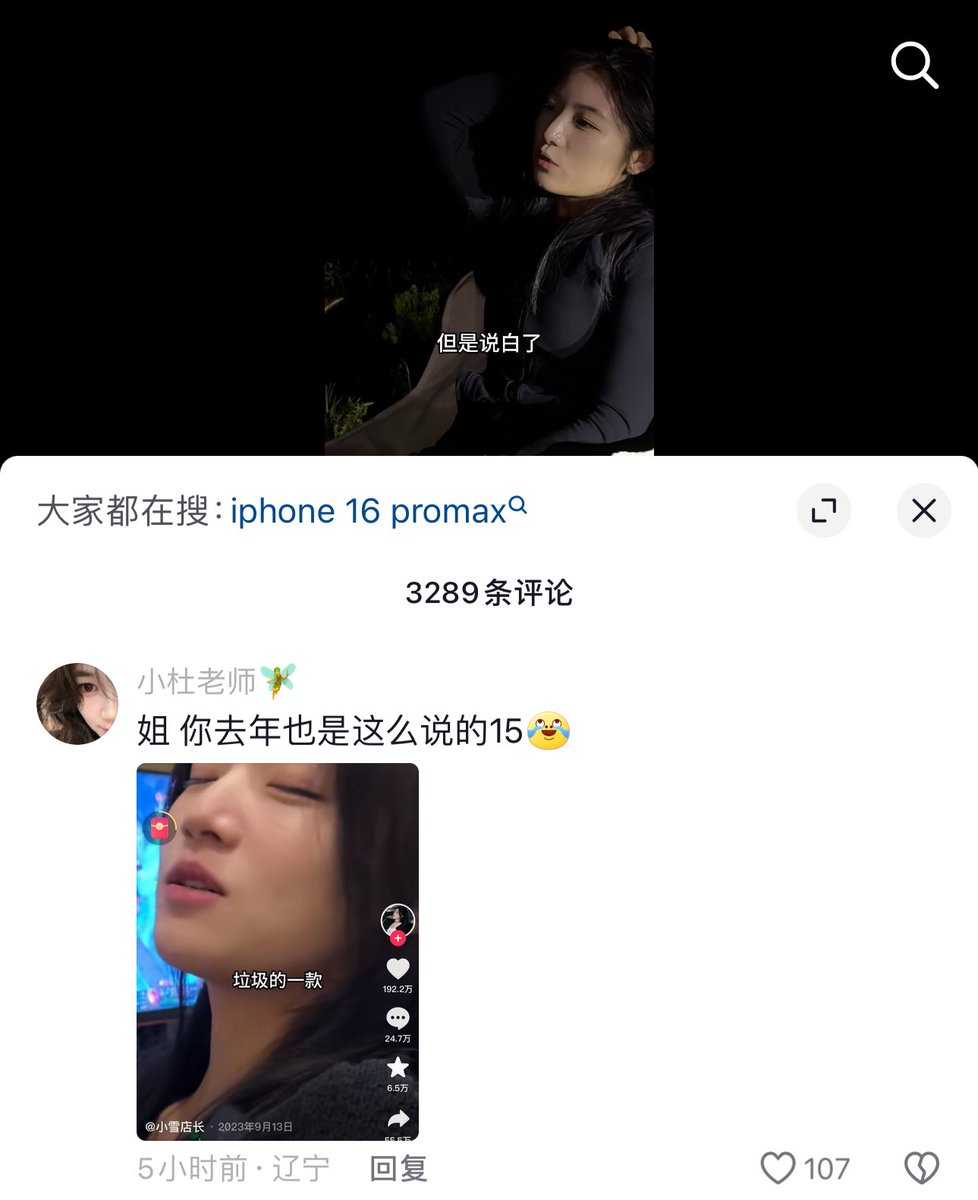 但是说白了
大家都在搜：iphone 16 promax
3289条评论
小杜老师
姐 你去年也是这么说的15
垃圾的一款
192.2万
24.7万
6.5万
55.5万
@小雪店长 · 2023年9月13日
5小时前 · 辽宁 回复
107